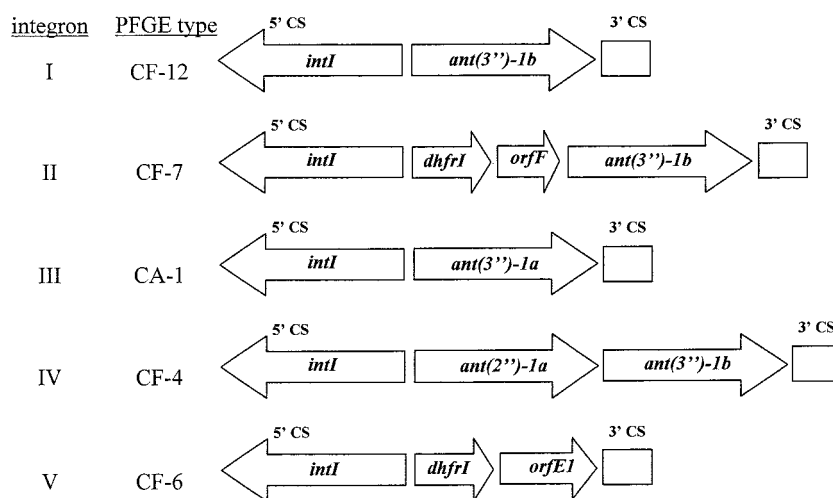 integron PFGE type
5' CS 3' CS
I CF-12 intI ant(3'')-1b
5' CS 3' CS
II CF-7 intI dhfrI orfF ant(3'')-1b
5' CS 3' CS
III CA-1 intI ant(3'')-1a
5' CS 3' CS
IV CF-4 intI ant(2'')-1a ant(3'')-1b
5' CS 3' CS
V CF-6 intI dhfrI orfE1